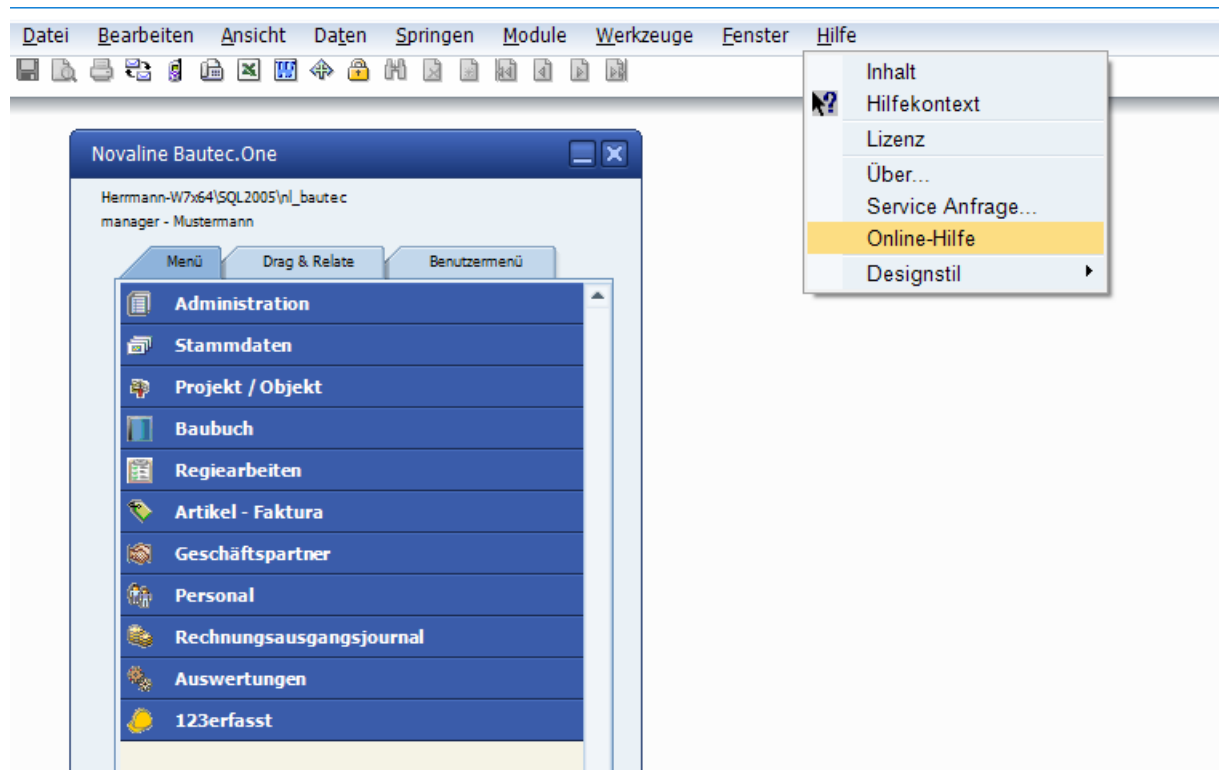 Datei Bearbeiten Ansicht Daten Springen Module Werkzeuge Fenster Hilfe
Inhalt
Hilfekontext
Lizenz
Über...
Service Anfrage...
Online-Hilfe
Designstil
Novaline Bautec.One
Herrmann-W7x64\SQL2005\nl_bautec
manager - Mustermann
Menü Drag & Relate Benutzermenü
Administration
Stammdaten
Projekt / Objekt
Baubuch
Regiearbeiten
Artikel - Faktura
Geschäftspartner
Personal
Rechnungsausgangsjournal
Auswertungen
123erfasst